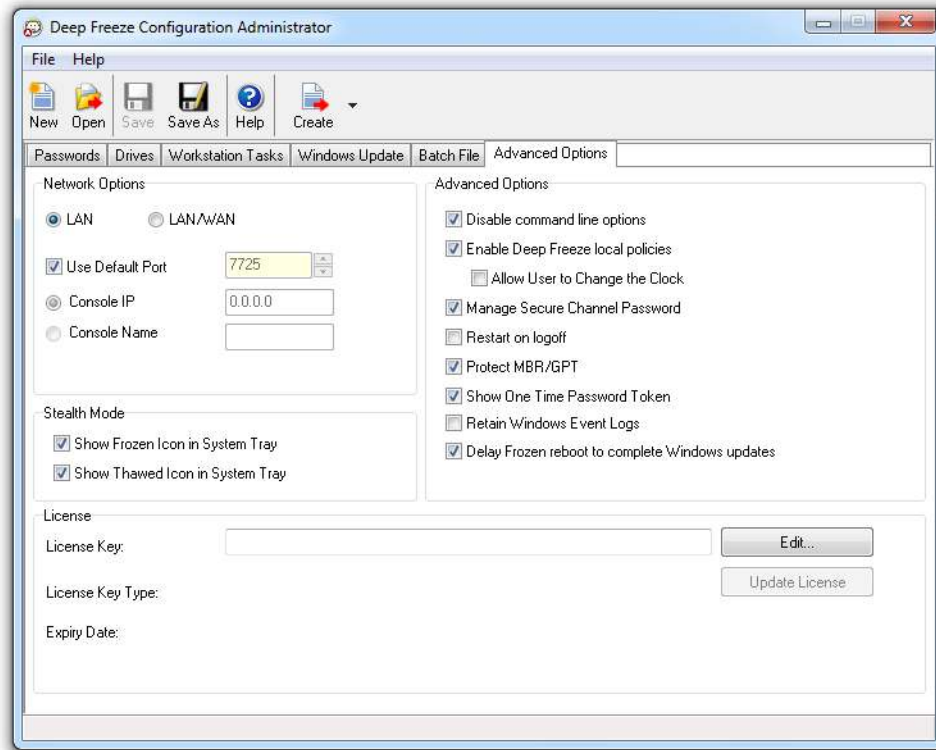 Deep Freeze Configuration Administrator
File Help
New Open Save Save As Help Create
Passwords Drives Workstation Tasks Windows Update Batch File Advanced Options
Network Options
LAN LAN/WAN
Use Default Port 7725
Console IP 0.0.0.0
Console Name
Stealth Mode
Show Frozen Icon in System Tray
Show Thawed Icon in System Tray
Advanced Options
Disable command line options
Enable Deep Freeze local policies
Allow User to Change the Clock
Manage Secure Channel Password
Restart on logoff
Protect MBR/GPT
Show One Time Password Token
Retain Windows Event Logs
Delay Frozen reboot to complete Windows updates
License
License Key: Edit...
Update License
License Key Type:
Expiry Date: